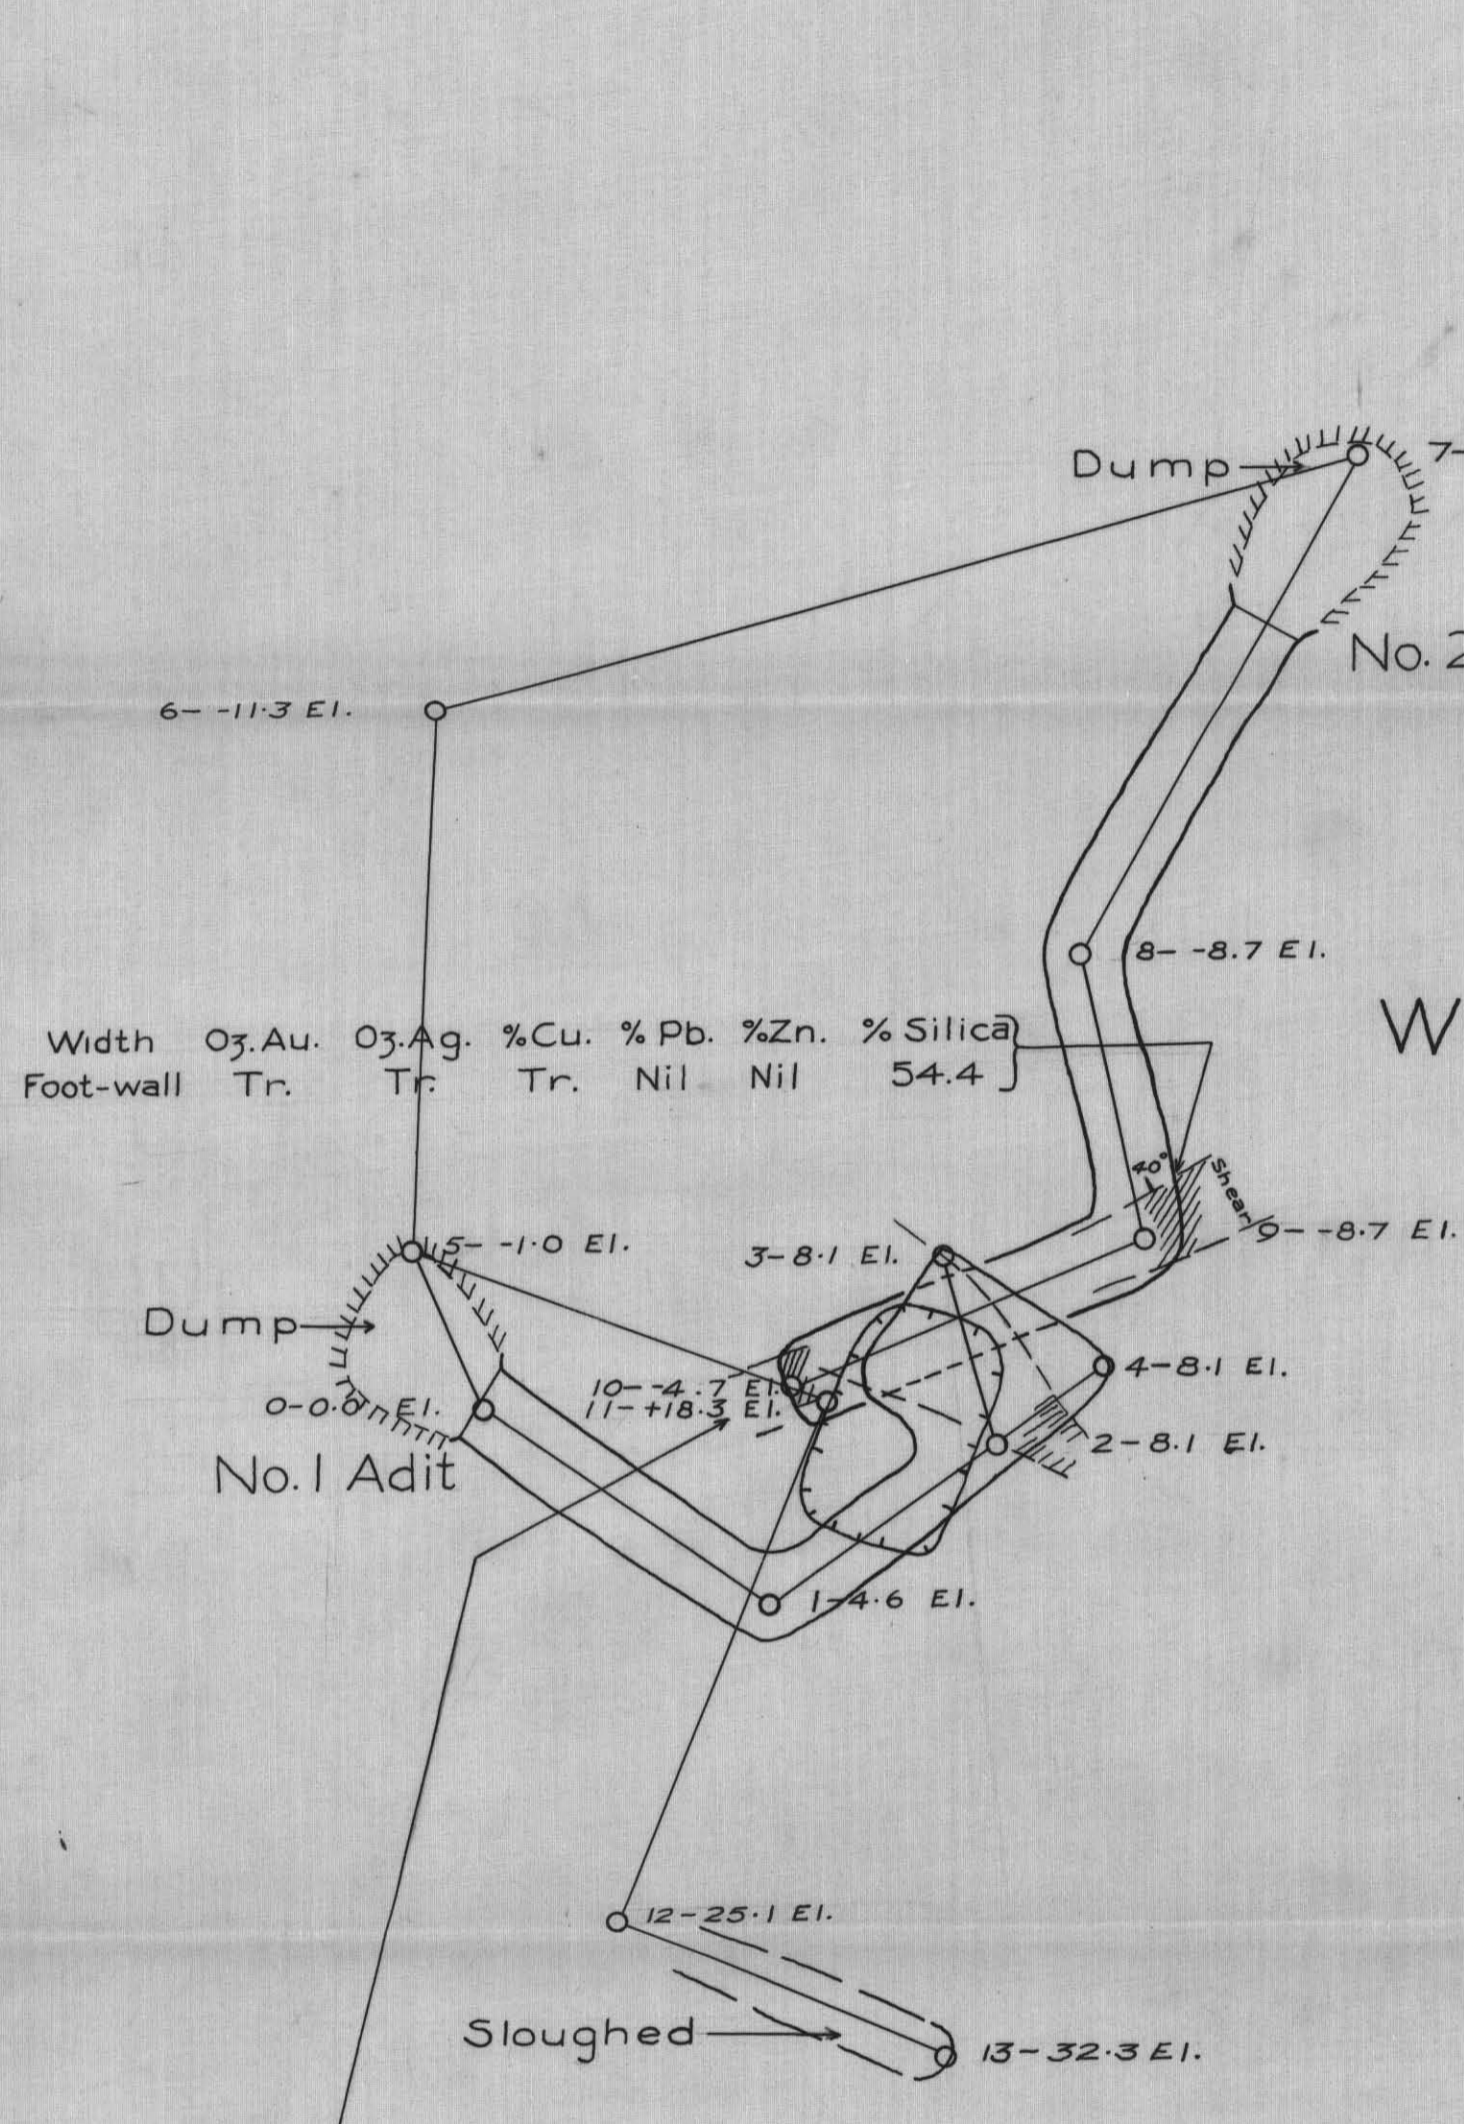 Dump
7-
No. 2
6- -11.3 El.
8- -8.7 El.
W
Width Oz.Au. Oz.Ag. %Cu. % Pb. %Zn. % Silica
Foot-wall Tr. Tr. Tr. Nil Nil 54.4
40°
Shear
9- -8.7 El.
5- -1.0 El.
3-8.1 El.
Dump
4-8.1 El.
10- -4.7 El.
0-0.0 El.
11- +18.3 El.
2-8.1 El.
No. 1 Adit
1-4.6 El.
12-25.1 El.
Sloughed
13-32.3 El.